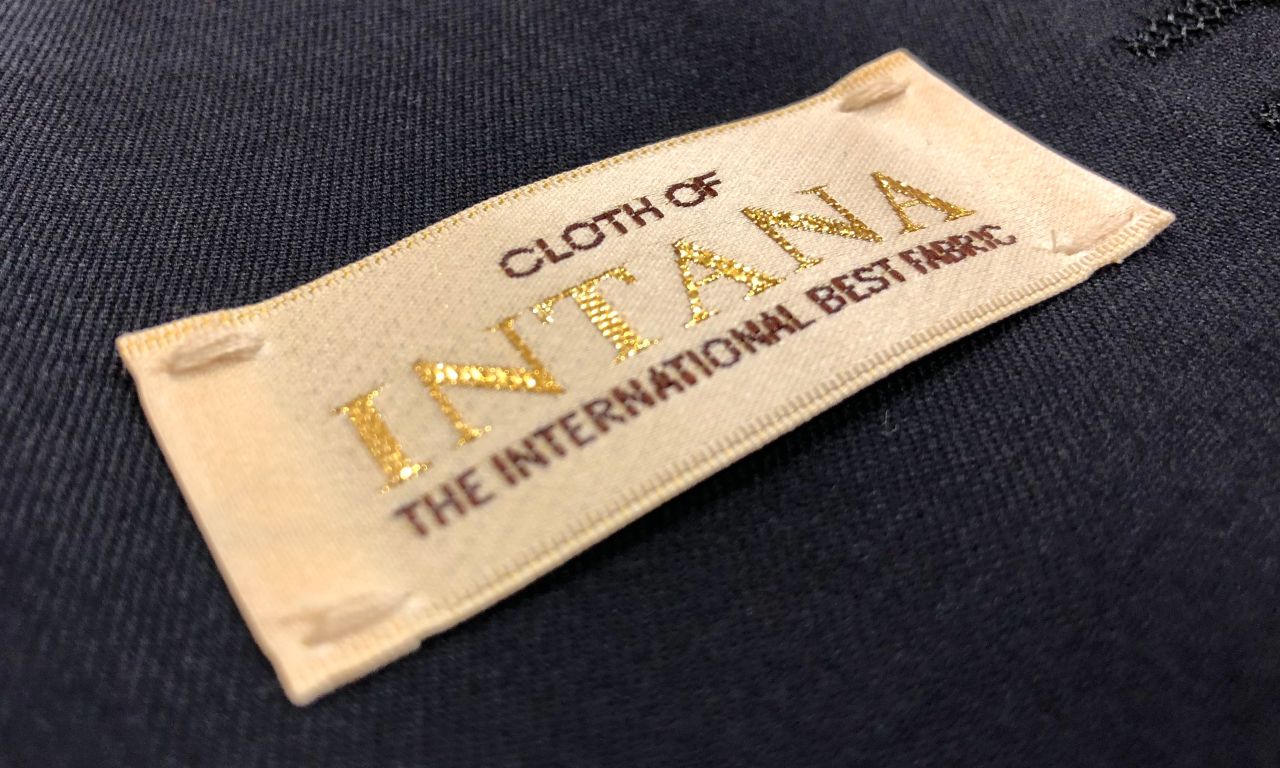 CLOTH OF
INTANA
THE INTERNATIONAL BEST FABRIC